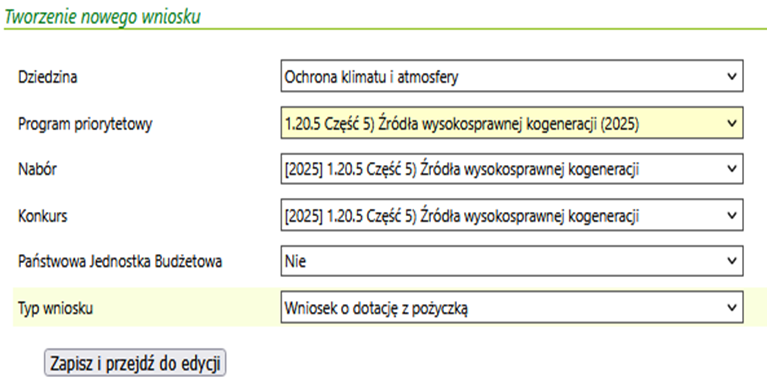 Tworzenie nowego wniosku
Dziedzina Ochrona klimatu i atmosfery
Program priorytetowy 1.20.5 Część 5) Źródła wysokosprawnej kogeneracji (2025)
Nabór [2025] 1.20.5 Część 5) Źródła wysokosprawnej kogeneracji
Konkurs [2025] 1.20.5 Część 5) Źródła wysokosprawnej kogeneracji
Państwowa Jednostka Budżetowa Nie
Typ wniosku Wniosek o dotację z pożyczką
Zapisz i przejdź do edycji